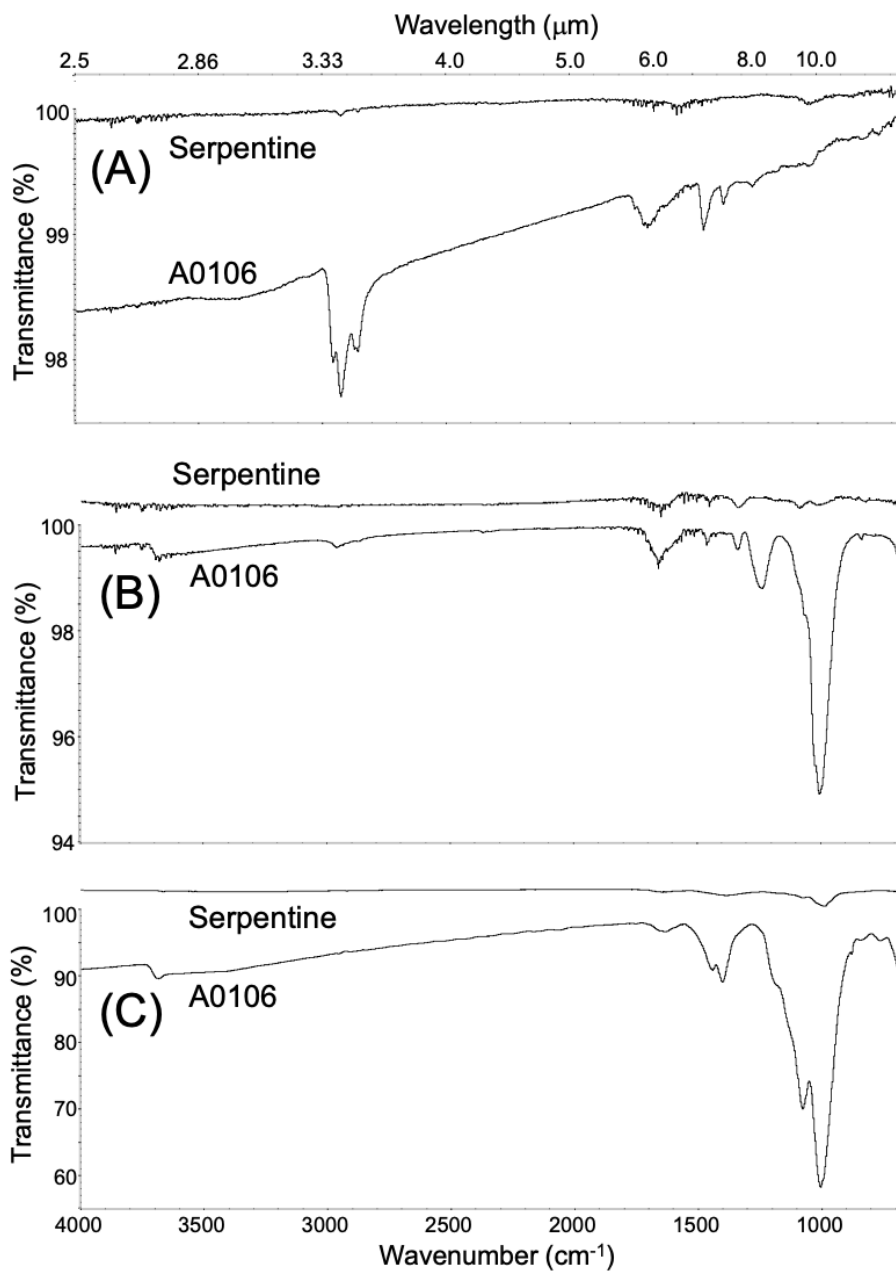 Wavelength (μm)
2.5 2.86 3.33 4.0 5.0 6.0 8.0 10.0
100
Serpentine
(A)
99
A0106
98
Transmittance (%)
Serpentine
100
A0106
(B)
98
96
94
Transmittance (%)
100
Serpentine
90
A0106
(C)
80
70
60
Transmittance (%)
4000 3500 3000 2500 2000 1500 1000
Wavenumber (cm⁻¹)